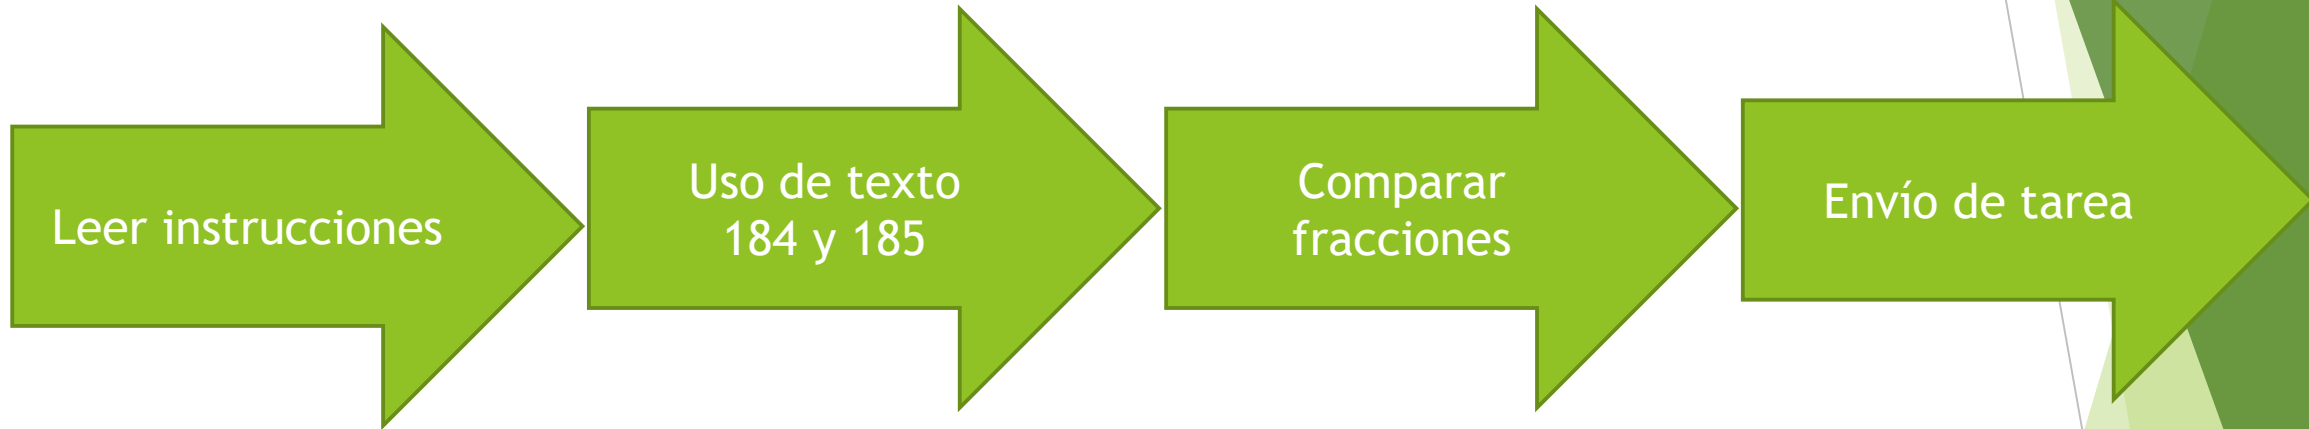 Leer instrucciones
Uso de texto
184 y 185
Comparar
fracciones
Envío de tarea